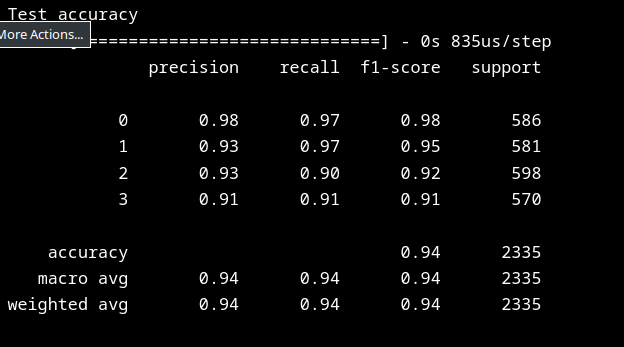 Test accuracy
More Actions...
==============================] - 0s 835us/step
precision recall f1-score support
0 0.98 0.97 0.98 586
1 0.93 0.97 0.95 581
2 0.93 0.90 0.92 598
3 0.91 0.91 0.91 570
accuracy 0.94 2335
macro avg 0.94 0.94 0.94 2335
weighted avg 0.94 0.94 0.94 2335